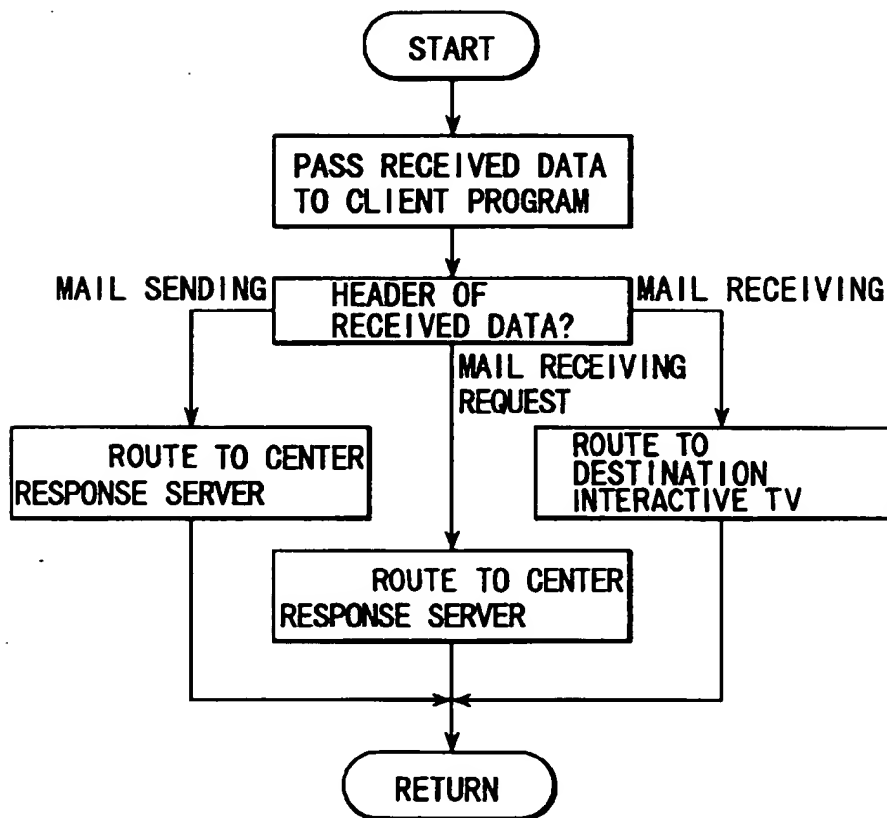 START
PASS RECEIVED DATA
TO CLIENT PROGRAM
MAIL SENDING
HEADER OF
RECEIVED DATA?
MAIL RECEIVING
MAIL RECEIVING
REQUEST
ROUTE TO CENTER
RESPONSE SERVER
ROUTE TO
DESTINATION
INTERACTIVE TV
ROUTE TO CENTER
RESPONSE SERVER
RETURN